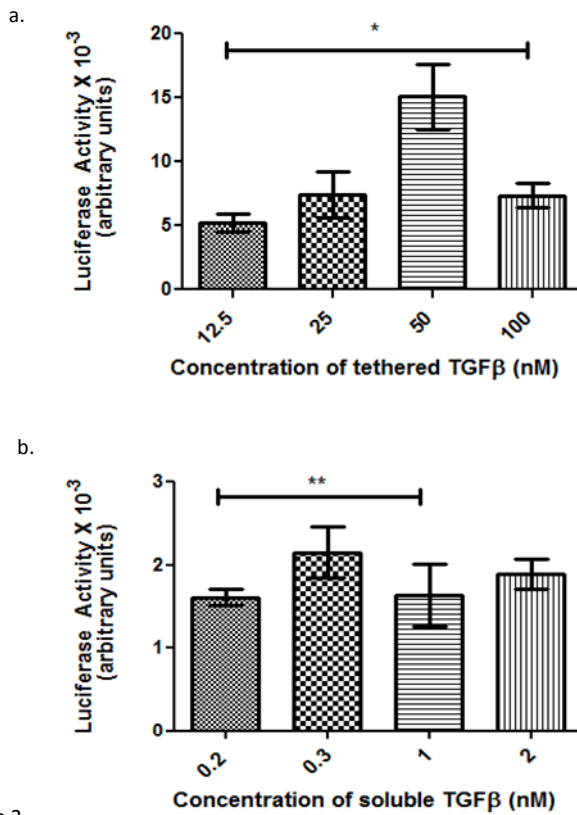 a.
*
20
15
10
5
0
Luciferase Activity X 10-3
(arbitrary units)
12.5
25
50
100
Concentration of tethered TGFβ (nM)
b.
**
3
2
1
0
Luciferase Activity X 10-3
(arbitrary units)
0.2
0.3
1
2
Concentration of soluble TGFβ (nM)